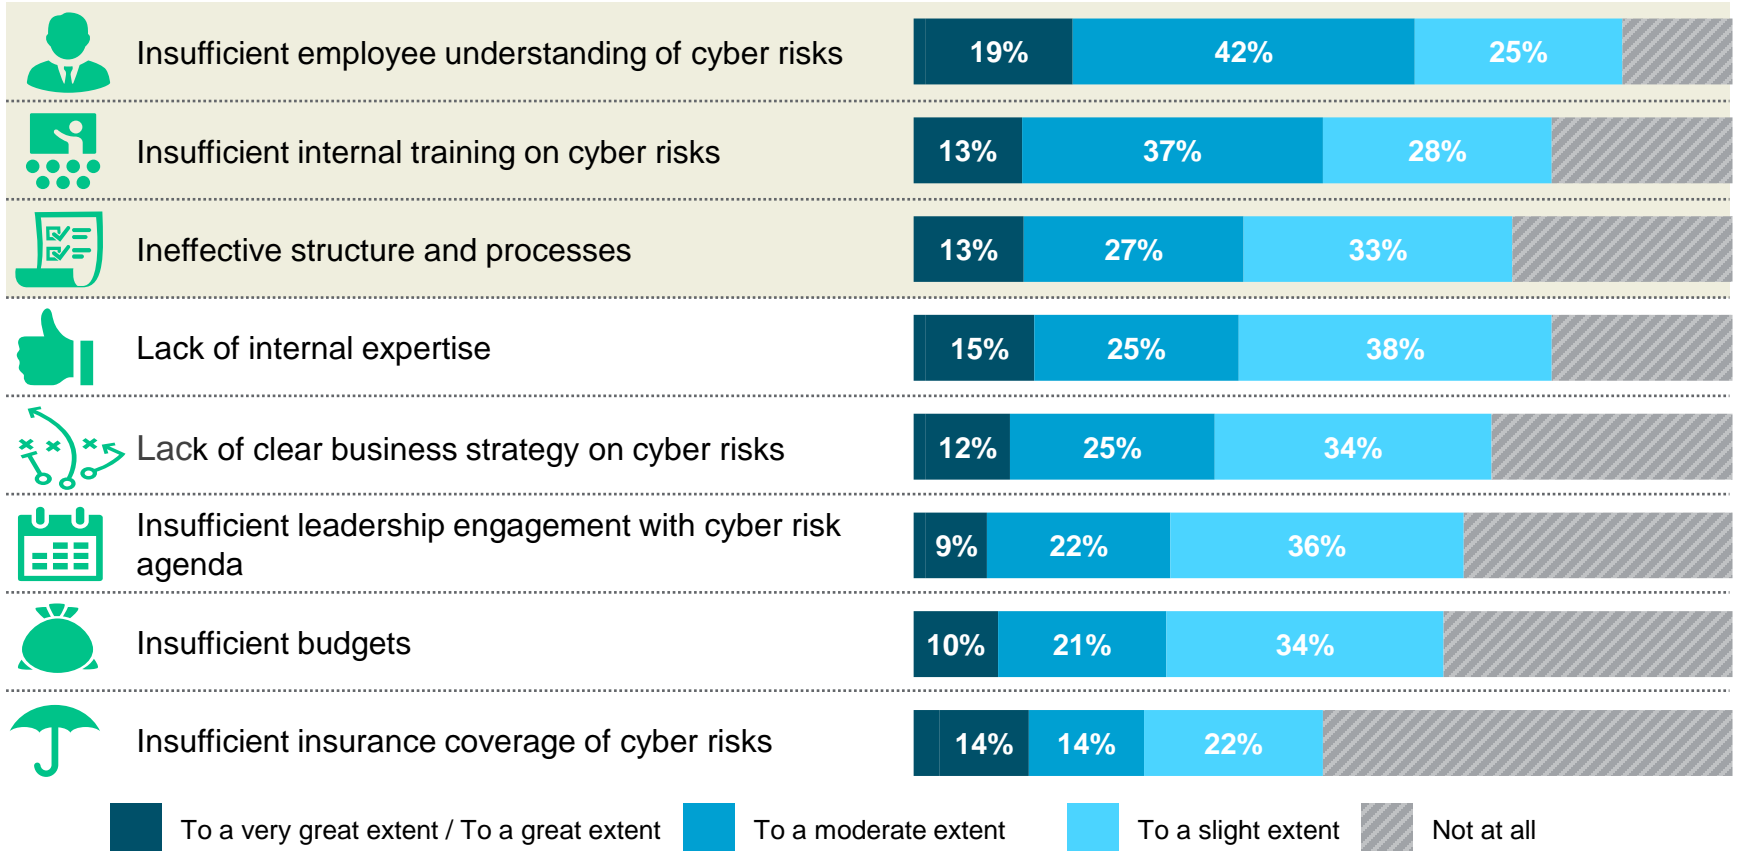 Insufficient employee understanding of cyber risks 19% 42% 25%
Insufficient internal training on cyber risks 13% 37% 28%
Ineffective structure and processes 13% 27% 33%
Lack of internal expertise 15% 25% 38%
Lack of clear business strategy on cyber risks 12% 25% 34%
Insufficient leadership engagement with cyber risk
agenda 9% 22% 36%
Insufficient budgets 10% 21% 34%
Insufficient insurance coverage of cyber risks 14% 14% 22%
To a very great extent / To a great extent To a moderate extent To a slight extent Not at all